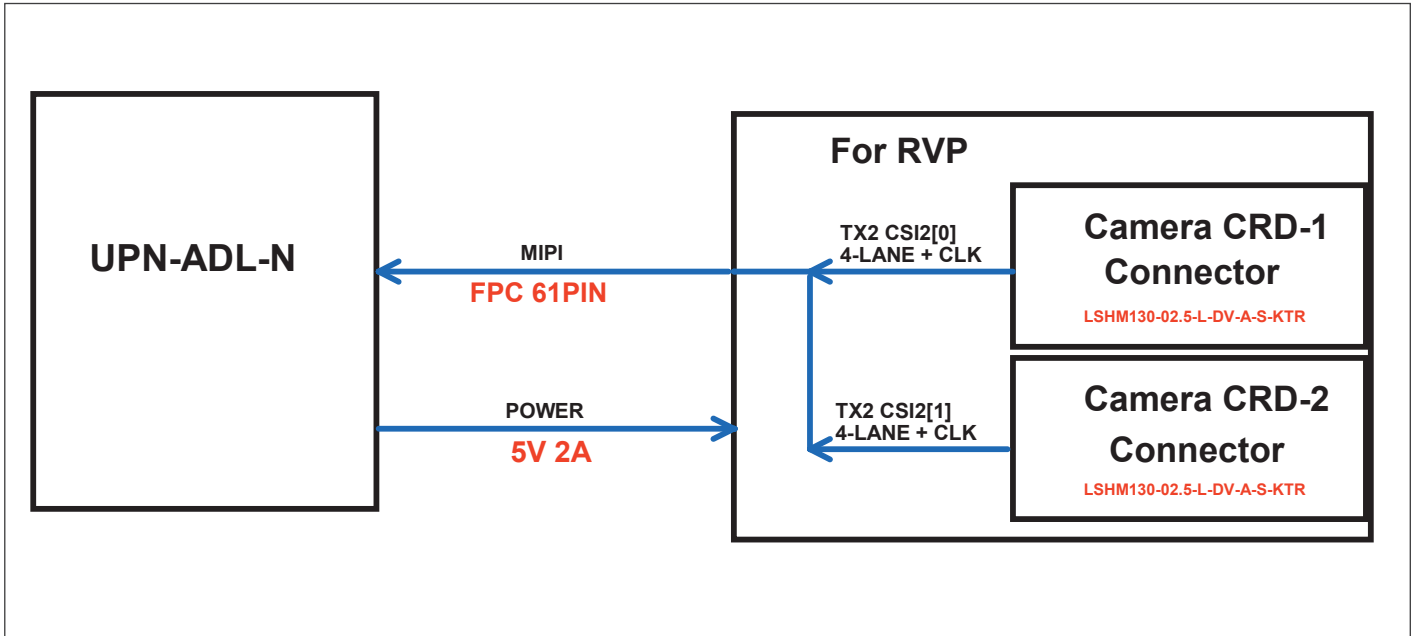 UPN-ADL-N
MIPI
FPC 61PIN
POWER
5V 2A
For RVP
TX2 CSI2[0]
4-LANE + CLK
Camera CRD-1
Connector
LSHM130-02.5-L-DV-A-S-KTR
TX2 CSI2[1]
4-LANE + CLK
Camera CRD-2
Connector
LSHM130-02.5-L-DV-A-S-KTR